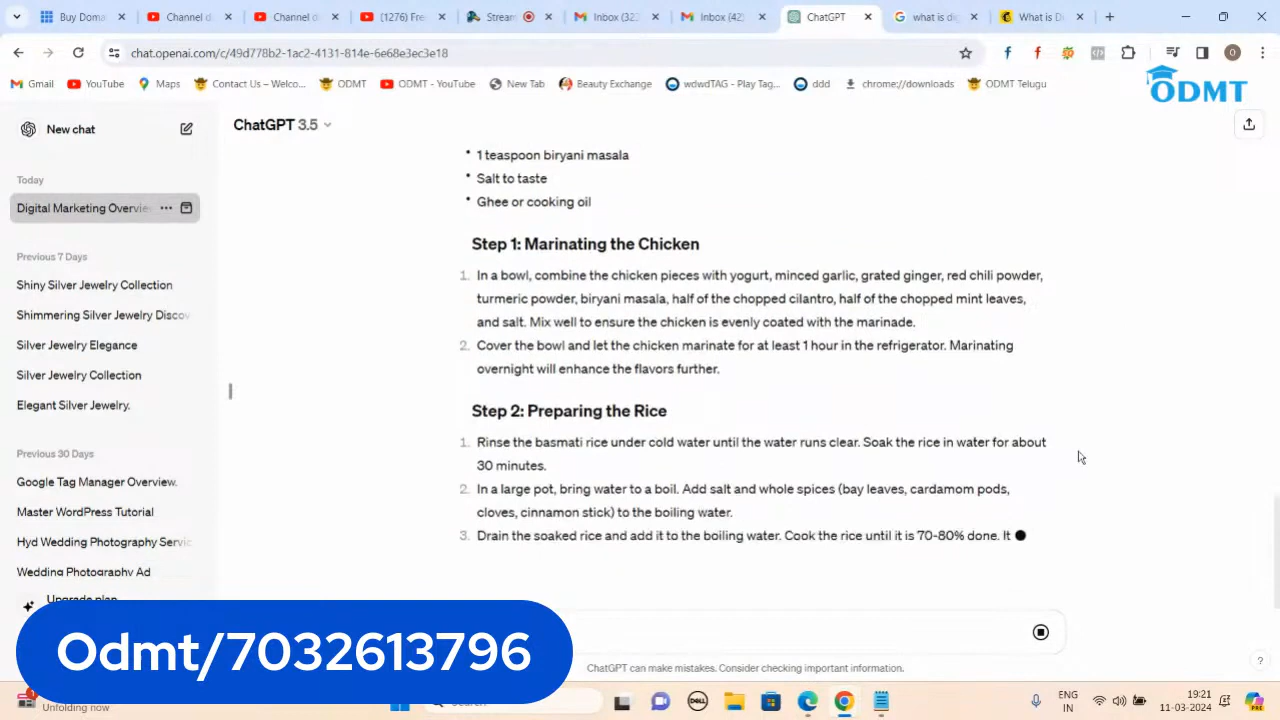 Buy Doma
Channel d
Channel d
(1276) Fre
Stream
Inbox (32
Inbox (42
ChatGPT
what is di
What is D
chat.openai.com/c/49d778b2-1ac2-4131-814e-6e68e3ec3e18
Gmail
YouTube
Maps
Contact Us – Welco...
ODMT
ODMT - YouTube
New Tab
Beauty Exchange
wdwdTAG - Play Tag...
ddd
chrome://downloads
ODMT Telugu
ODMT
New chat
ChatGPT 3.5
Today
Digital Marketing Overvie
Previous 7 Days
Shiny Silver Jewelry Collection
Shimmering Silver Jewelry Discov
Silver Jewelry Elegance
Silver Jewelry Collection
Elegant Silver Jewelry.
Previous 30 Days
Google Tag Manager Overview.
Master WordPress Tutorial
Hyd Wedding Photography Servic
Wedding Photography Ad
Upgrade plan
• 1 teaspoon biryani masala
• Salt to taste
• Ghee or cooking oil
Step 1: Marinating the Chicken
1. In a bowl, combine the chicken pieces with yogurt, minced garlic, grated ginger, red chili powder,
turmeric powder, biryani masala, half of the chopped cilantro, half of the chopped mint leaves,
and salt. Mix well to ensure the chicken is evenly coated with the marinade.
2. Cover the bowl and let the chicken marinate for at least 1 hour in the refrigerator. Marinating
overnight will enhance the flavors further.
Step 2: Preparing the Rice
1. Rinse the basmati rice under cold water until the water runs clear. Soak the rice in water for about
30 minutes.
2. In a large pot, bring water to a boil. Add salt and whole spices (bay leaves, cardamom pods,
cloves, cinnamon stick) to the boiling water.
3. Drain the soaked rice and add it to the boiling water. Cook the rice until it is 70-80% done. It
ChatGPT can make mistakes. Consider checking important information.
?
Odmt/7032613796
Unfolding now
Search
DELL
ENG
IN
19:21
11-03-2024